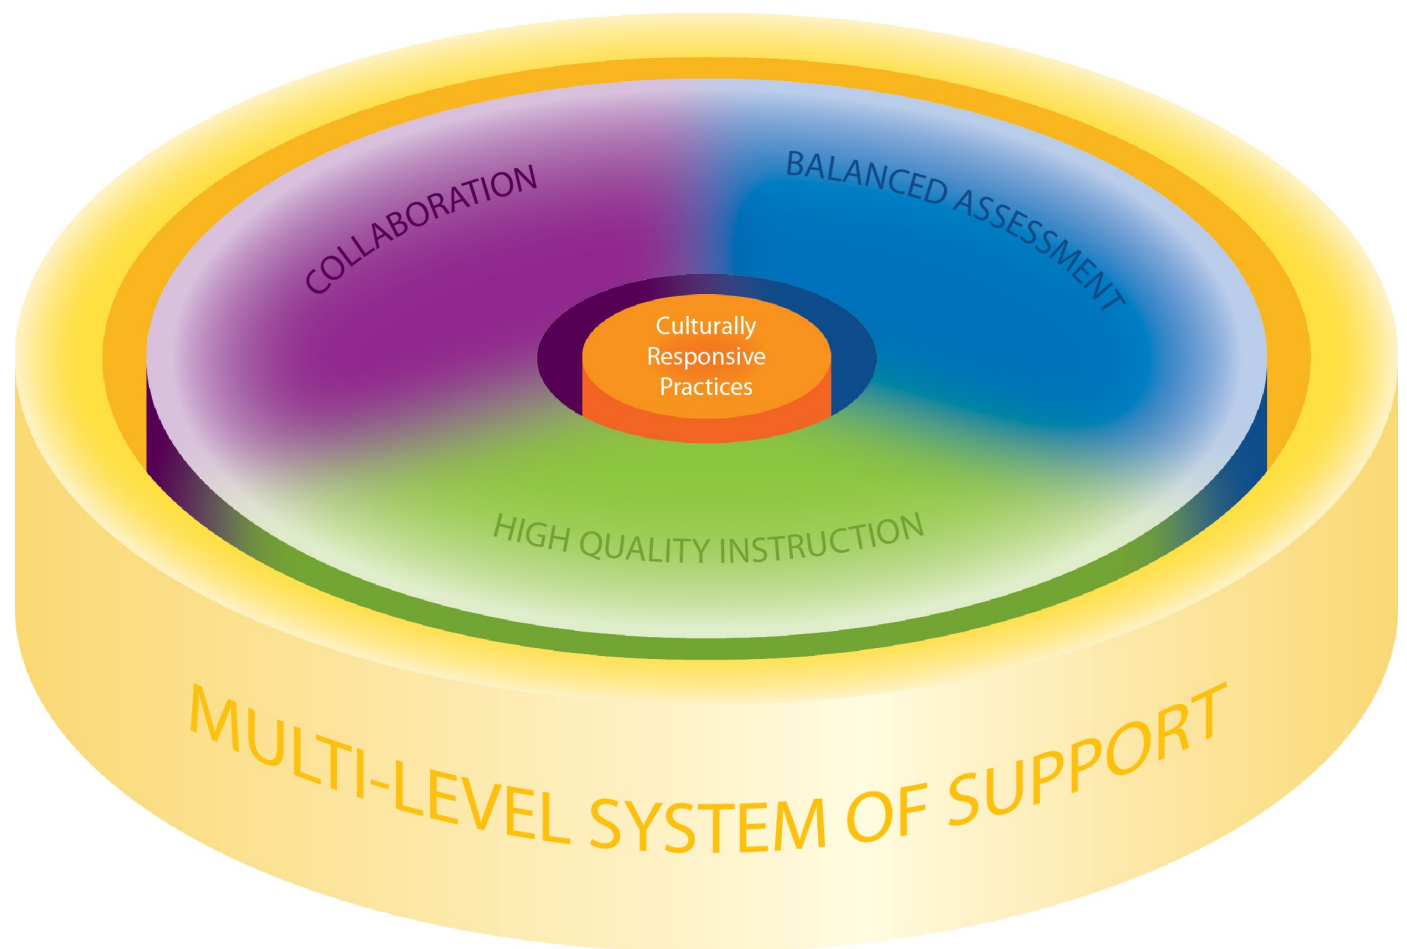 COLLABORATION
BALANCED ASSESSMENT
Culturally
Responsive
Practices
HIGH QUALITY INSTRUCTION
MULTI-LEVEL SYSTEM OF SUPPORT